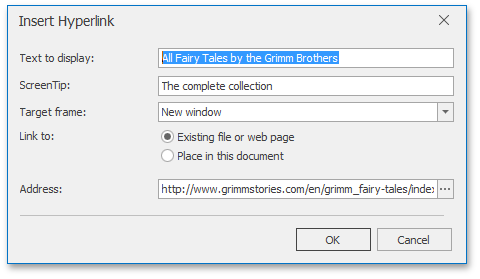 Insert Hyperlink
Text to display: All Fairy Tales by the Grimm Brothers
ScreenTip: The complete collection
Target frame: New window
Link to: Existing file or web page
Place in this document
Address: http://www.grimmstories.com/en/grimm_fairy-tales/index ...
OK Cancel